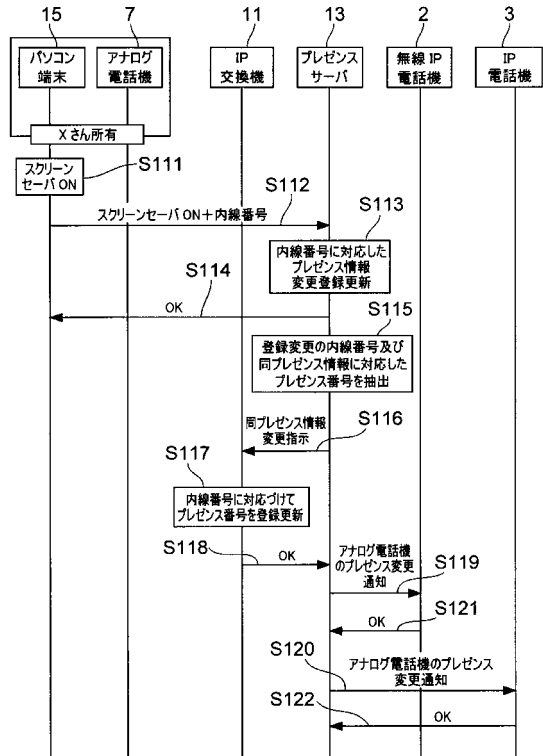 15
7
11
13
2
3
パソコン
端末
アナログ
電話機
IP
交換機
プレゼンス
サーバ
無線IP
電話機
IP
電話機
Xさん所有
スクリーン
セーバON
S111
スクリーンセーバON+内線番号
S112
S113
内線番号に対応した
プレゼンス情報
変更登録更新
S114
OK
S115
登録変更の内線番号及び
同プレゼンス情報に対応した
プレゼンス番号を抽出
同プレゼンス情報
変更指示
S116
S117
内線番号に対応づけて
プレゼンス番号を登録更新
S118
OK
アナログ電話機
のプレゼンス変更
通知
S119
S121
OK
S120
アナログ電話機のプレゼンス
変更通知
S122
OK